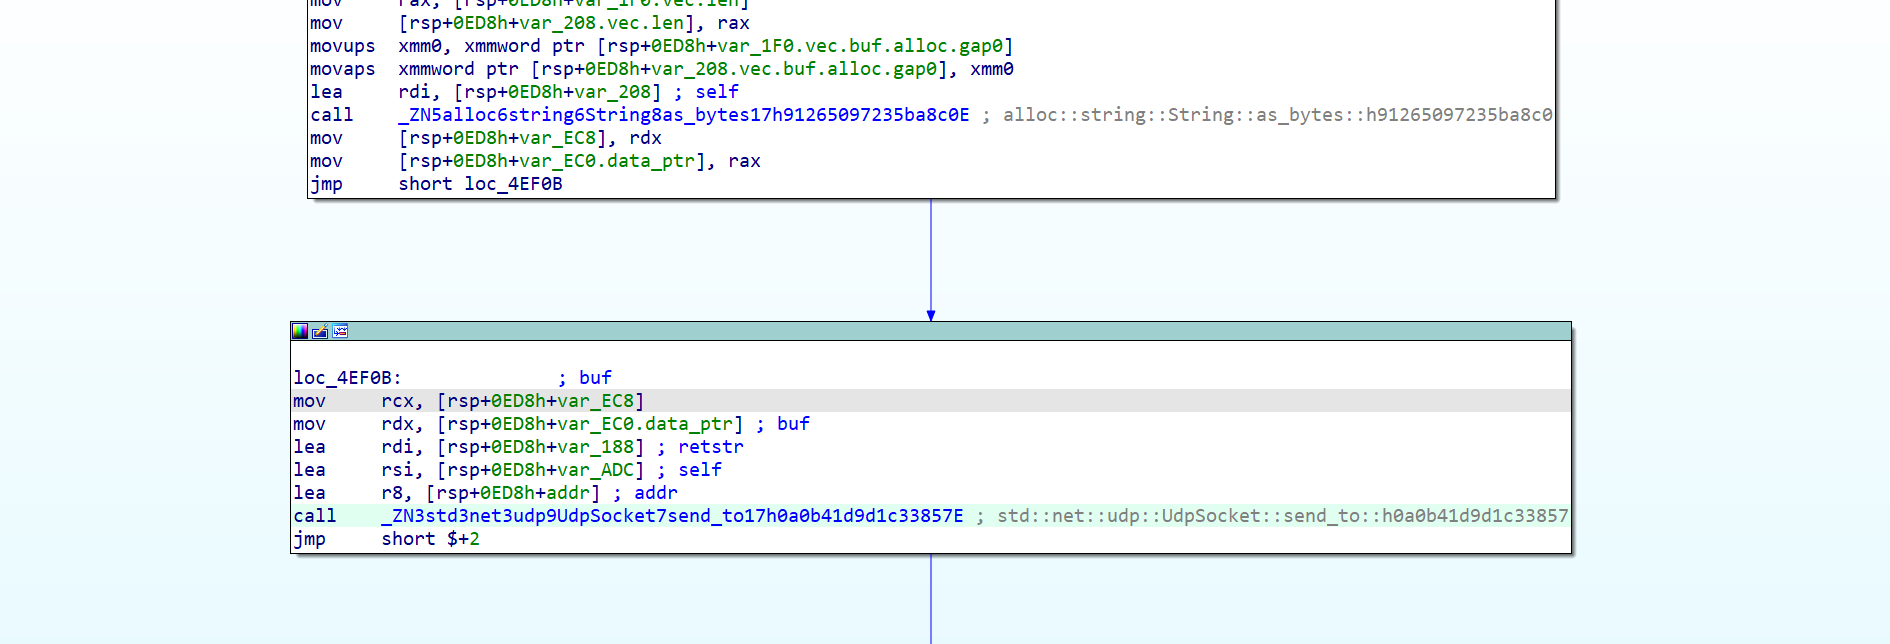 mov     rax, [rsp+0ED8h+var_1F0.vec.len]
mov     [rsp+0ED8h+var_208.vec.len], rax
movups  xmm0, xmmword ptr [rsp+0ED8h+var_1F0.vec.buf.alloc.gap0]
movaps  xmmword ptr [rsp+0ED8h+var_208.vec.buf.alloc.gap0], xmm0
lea     rdi, [rsp+0ED8h+var_208] ; self
call    _ZN5alloc6string6String8as_bytes17h91265097235ba8c0E ; alloc::string::String::as_bytes::h91265097235ba8c0
mov     [rsp+0ED8h+var_EC8], rdx
mov     [rsp+0ED8h+var_EC0.data_ptr], rax
jmp     short loc_4EF0B
loc_4EF0B:              ; buf
mov     rcx, [rsp+0ED8h+var_EC8]
mov     rdx, [rsp+0ED8h+var_EC0.data_ptr] ; buf
lea     rdi, [rsp+0ED8h+var_188] ; retstr
lea     rsi, [rsp+0ED8h+var_ADC] ; self
lea     r8, [rsp+0ED8h+addr] ; addr
call    _ZN3std3net3udp9UdpSocket7send_to17h0a0b41d9d1c33857E ; std::net::udp::UdpSocket::send_to::h0a0b41d9d1c33857
jmp     short $+2